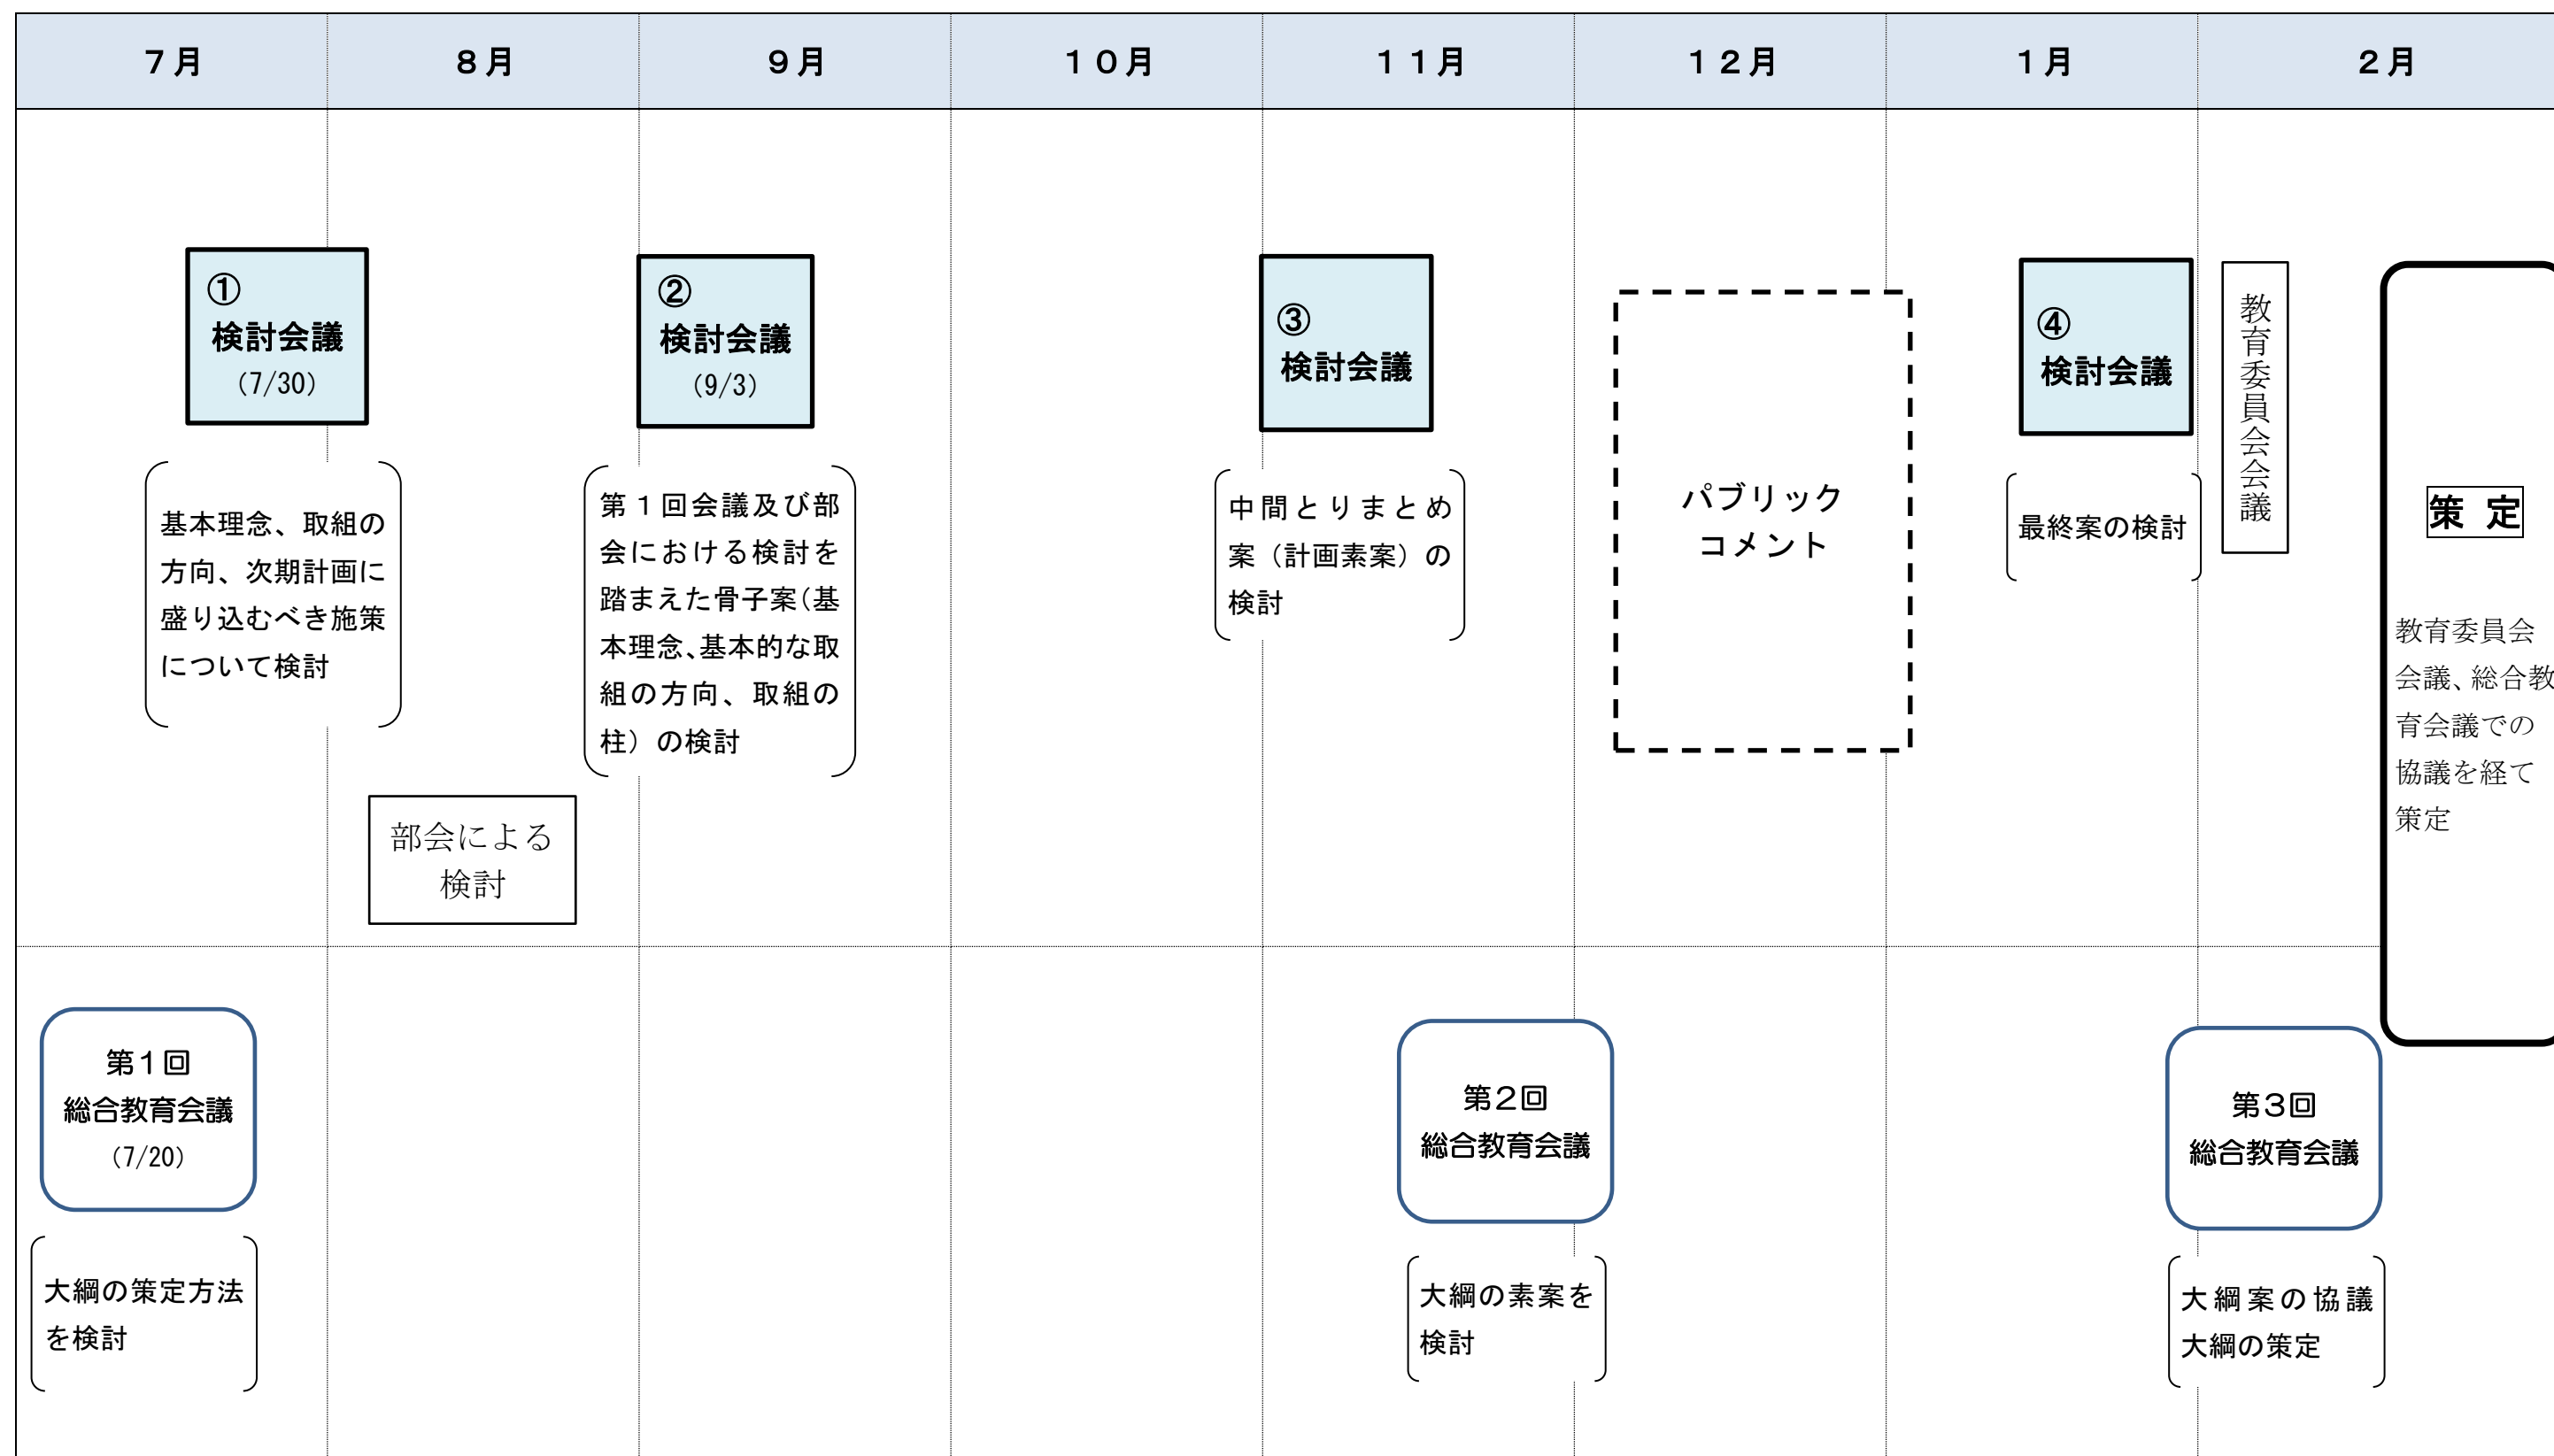 7月 8月 9月 10月 11月 12月 1月 2月
①
検討会議
(7/30)
基本理念、取組の
方向、次期計画に
盛り込むべき施策
について検討
②
検討会議
(9/3)
第1回会議及び部
会における検討を
踏まえた骨子案(基
本理念、基本的な取
組の方向、取組の
柱)の検討
部会による
検討
③
検討会議
中間とりまとめ
案(計画素案)の
検討
パブリック
コメント
④
検討会議
最終案の検討
教育委員会会議
策 定
教育委員会
会議、総合教
育会議での
協議を経て
策定
第1回
総合教育会議
(7/20)
大綱の策定方法
を検討
第2回
総合教育会議
大綱の素案を
検討
第3回
総合教育会議
大綱案の協議
大綱の策定